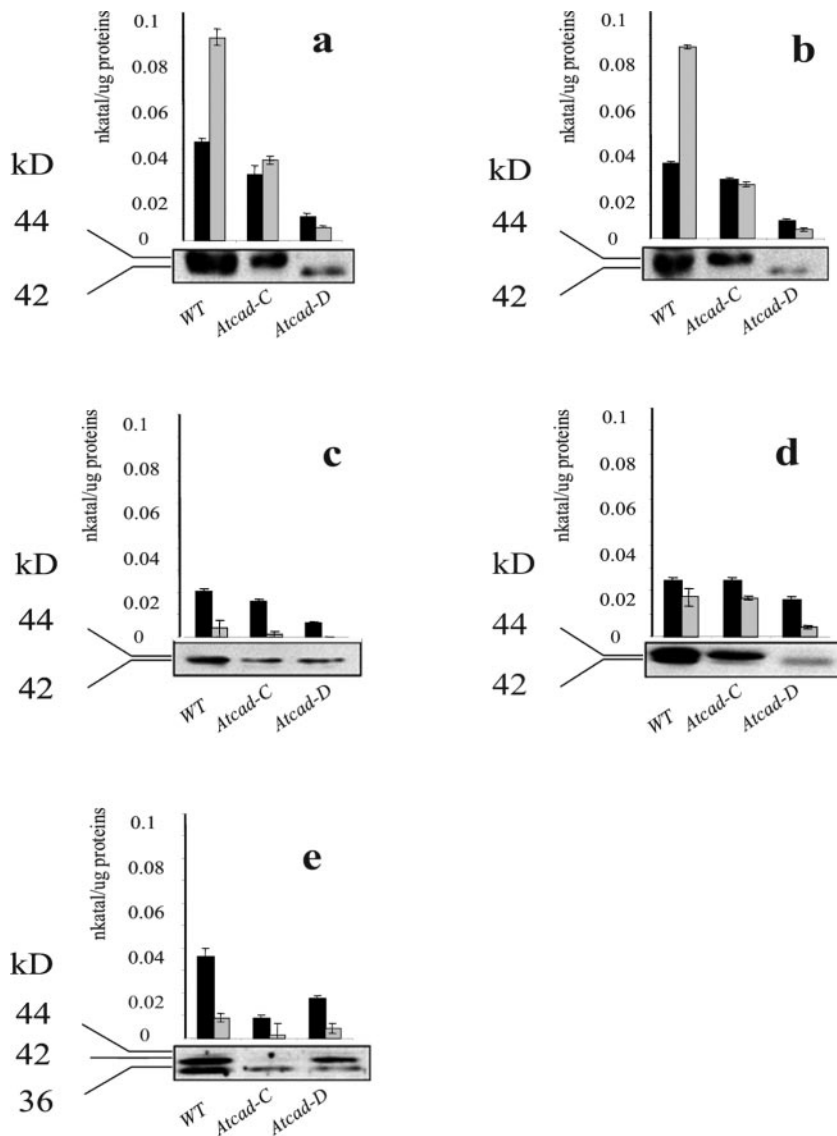 0.1
0.08
0.06
0.04
0.02
0
nkatal/ug proteins
a
kD
44
42
WT
Atcad-C
Atcad-D
0.1
0.08
0.06
0.04
0.02
0
nkatal/ug proteins
b
kD
44
42
WT
Atcad-C
Atcad-D
0.1
0.08
0.06
0.04
0.02
0
nkatal/ug proteins
c
kD
44
42
WT
Atcad-C
Atcad-D
0.1
0.08
0.06
0.04
0.02
0
nkatal/ug proteins
d
kD
44
42
WT
Atcad-C
Atcad-D
0.1
0.08
0.06
0.04
0.02
0
nkatal/ug proteins
e
kD
44
42
36
WT
Atcad-C
Atcad-D